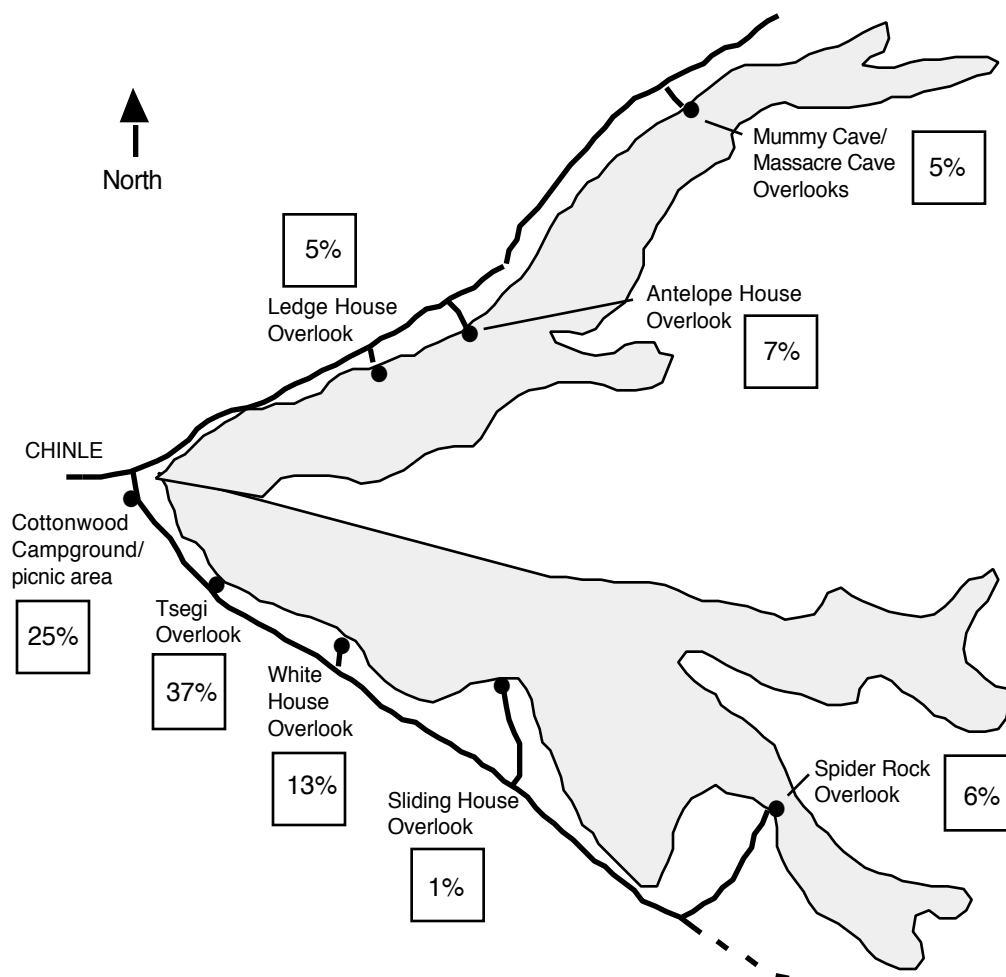 North
Mummy Cave/
Massacre Cave
Overlooks
5%
5%
Ledge House
Overlook
Antelope House
Overlook
7%
CHINLE
Cottonwood
Campground/
picnic area
25%
Tsegi
Overlook
37%
White
House
Overlook
13%
Sliding House
Overlook
1%
Spider Rock
Overlook
6%